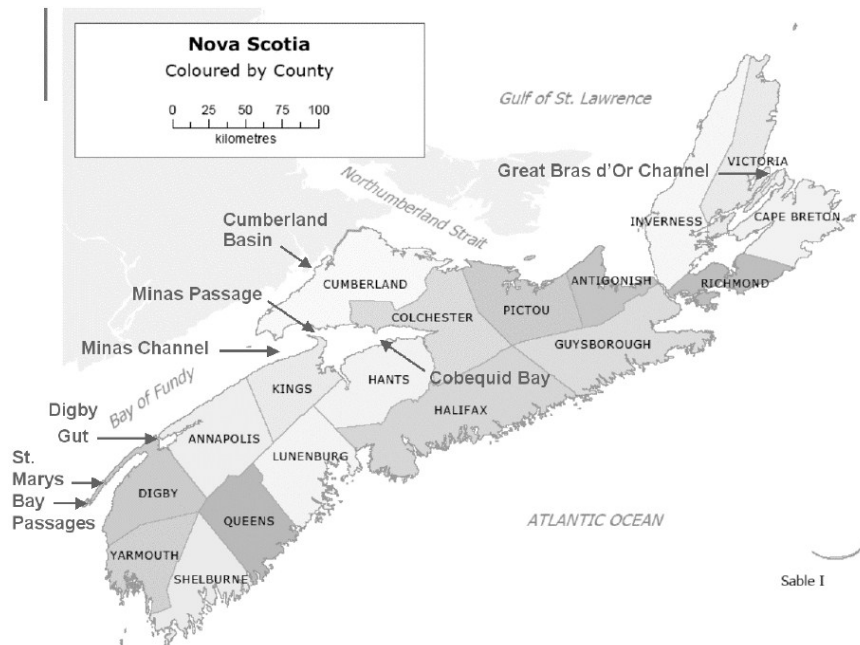 Nova Scotia
Coloured by County
0 25 50 75 100
kilometres
Gulf of St. Lawrence
Northumberland Strait
Great Bras d'Or Channel
VICTORIA
INVERNESS
CAPE BRETON
Cumberland
Basin
CUMBERLAND
ANTIGONISH
RICHMOND
Minas Passage
COLCHESTER
PICTOU
Minas Channel
GUYSBOROUGH
Bay of Fundy
KINGS
HANTS
Cobequid Bay
HALIFAX
Digby
Gut
ANNAPOLIS
LUNENBURG
St.
Marys
Bay
Passages
DIGBY
QUEENS
ATLANTIC OCEAN
YARMOUTH
SHELBURNE
Sable I